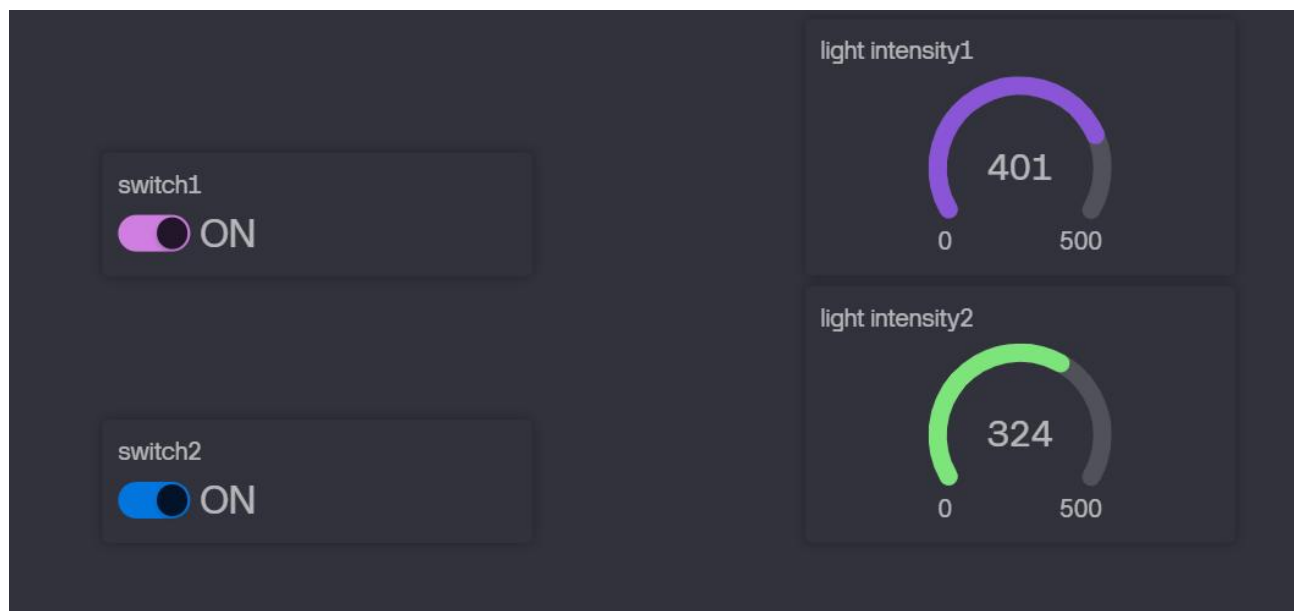 switch1
ON
switch2
ON
light intensity1
401
0 500
light intensity2
324
0 500